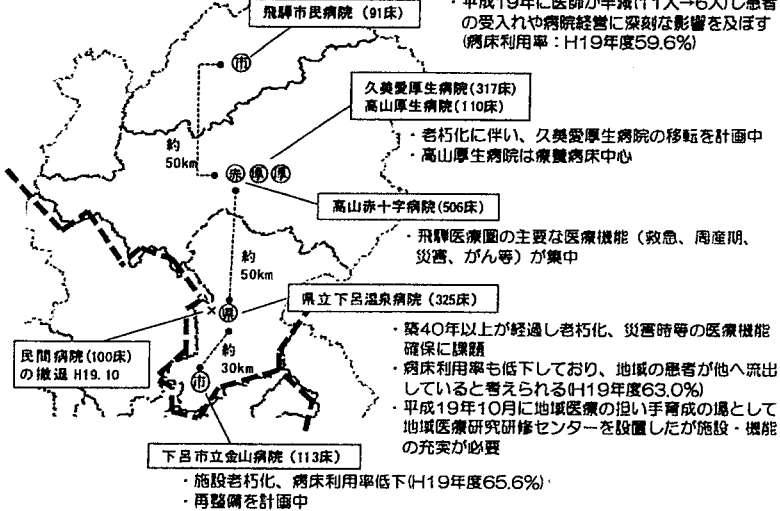 ・平成19年に医師が半減(11人→6人)し患者
の受入れや病院経営に深刻な影響を及ぼす
(病床利用率：H19年度59.6%)
飛騨市民病院（91床）
市
久美愛厚生病院(317床)
高山厚生病院(110床)
・老朽化に伴い、久美愛厚生病院の移転を計画中
・高山厚生病院は療養病床中心
約
50km
赤 厚 厚
高山赤十字病院(506床)
・飛騨医療圏の主要な医療機能（救急、周産期、
災害、がん等）が集中
約
50km
県立下呂温泉病院（325床）
×県
・築40年以上が経過し老朽化、災害時等の医療機能
確保に課題
・病床利用率も低下しており、地域の患者が他へ流出
していると考えられる(H19年度63.0%)
・平成19年10月に地域医療の担い手育成の場として
地域医療研究研修センターを設置したが施設・機能
の充実が必要
民間病院(100床)
の撤退 H19.10
約
30km
市
下呂市立金山病院（113床）
・施設老朽化、病床利用率低下(H19年度65.6%)
・再整備を計画中